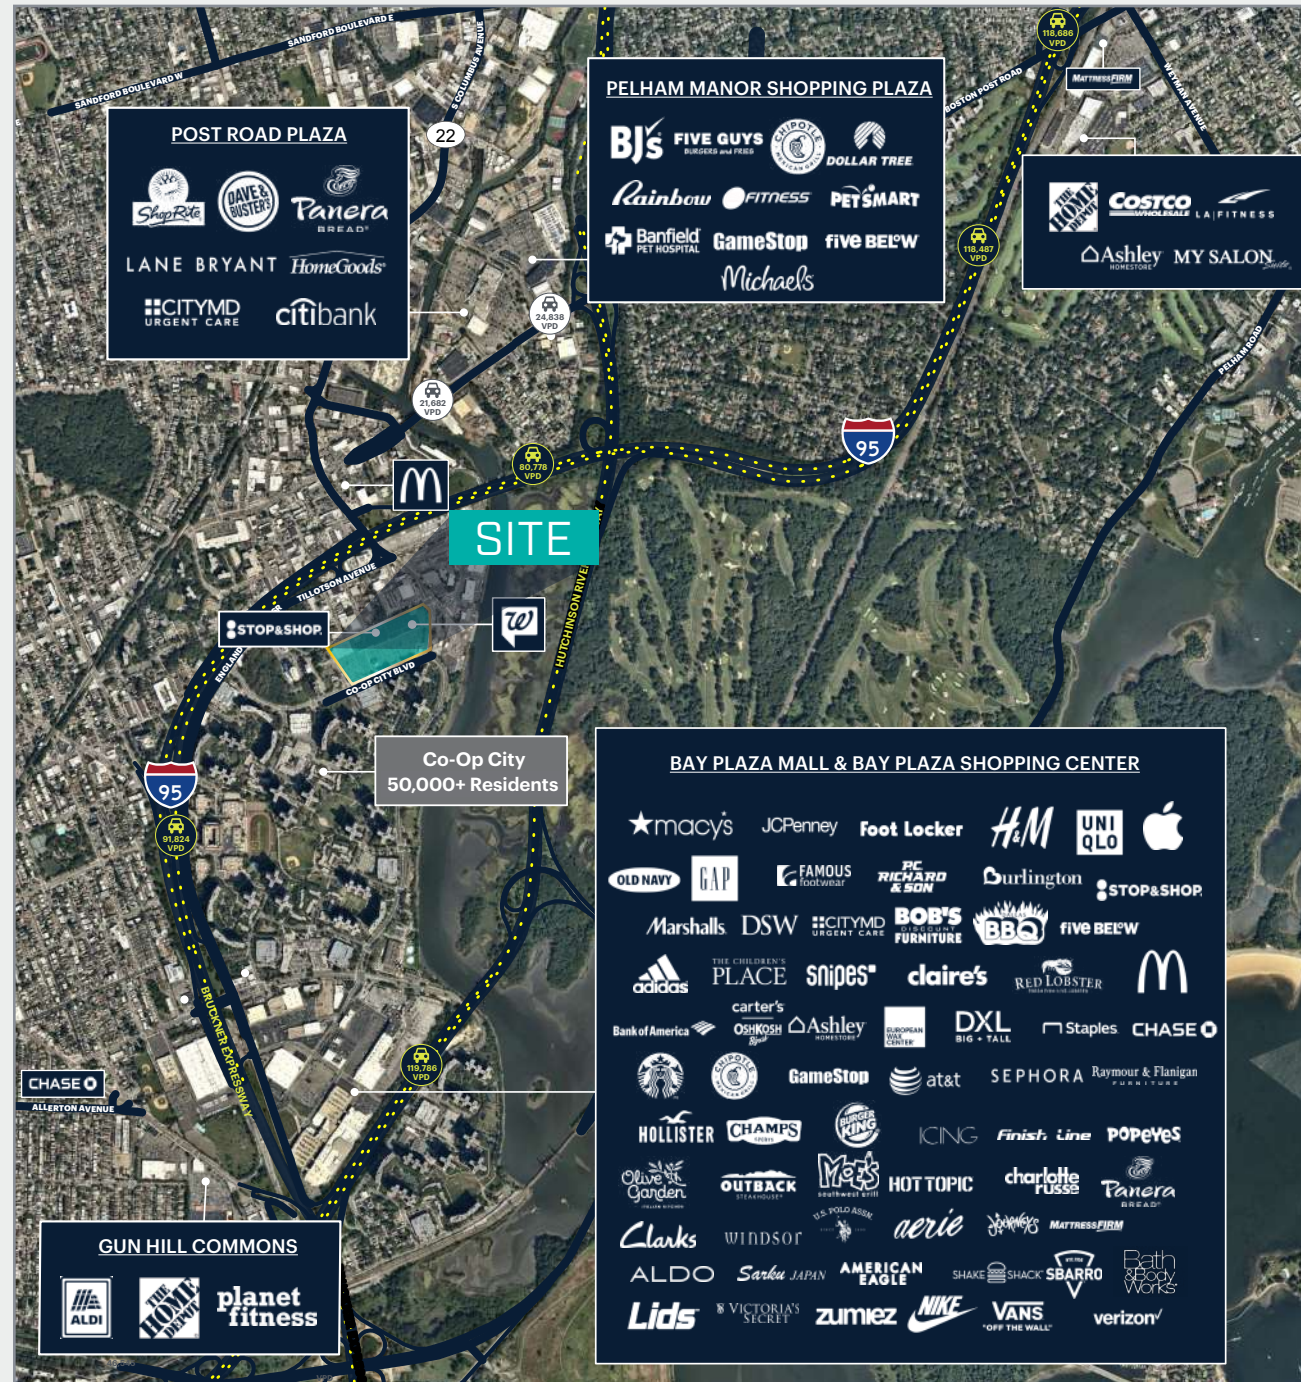 SANDFORD BOULEVARD E
SANDFORD BOULEVARD W
S COLUMBUS AVENUE
22
118,686
VPD
MATTRESSFIRM
BOSTON POST ROAD
WEYMAN AVENUE
POST ROAD PLAZA
ShopRite
DAVE &
BUSTER'S
Panera
BREAD®
LANE BRYANT
HomeGoods
CITYMD
URGENT CARE
citibank
PELHAM MANOR SHOPPING PLAZA
BJ's
FIVE GUYS
BURGERS and FRIES
CHIPOTLE
MEXICAN GRILL
DOLLAR TREE
Rainbow
FITNESS
PETSMART
Banfield
PET HOSPITAL
GameStop
five BELOW
Michaels
THE
HOME
DEPOT
COSTCO
WHOLESALE
LA|FITNESS
Ashley
HOMESTORE
MY SALON
Suite
118,487
VPD
24,838
VPD
21,682
VPD
80,778
VPD
95
PELHAM ROAD
SITE
HUTCHINSON RIVE
TILLOTSON AVENUE
STOP&SHOP
W
ENGLAND
CO-OP CITY BLVD
Co-Op City
50,000+ Residents
95
91,824
VPD
BRUCKNER EXPRESSWAY
119,786
VPD
CHASE
ALLERTON AVENUE
GUN HILL COMMONS
ALDI
THE
HOME
DEPOT
planet
fitness
BAY PLAZA MALL & BAY PLAZA SHOPPING CENTER
macy's
JCPenney
Foot Locker
H&M
UNI
QLO
OLD NAVY
GAP
FAMOUS
footwear
P.C.
RICHARD
& SON
Burlington
STOP&SHOP
Marshalls
DSW
CITYMD
URGENT CARE
BOB'S
DISCOUNT
FURNITURE
BBQ
five BELOW
adidas
THE CHILDREN'S
PLACE
snipes
claire's
RED LOBSTER
Bank of America
carter's
OSHKOSH
B'gosh
Ashley
HOMESTORE
EUROPEAN
WAX
CENTER
DXL
BIG + TALL
Staples
CHASE
CHIPOTLE
MEXICAN GRILL
GameStop
at&t
SEPHORA
Raymour & Flanigan
FURNITURE
HOLLISTER
CHAMPS
SPORTS
BURGER
KING
ICING
Finish Line
POPEYES
Olive
Garden
ITALIAN KITCHEN
OUTBACK
STEAKHOUSE
MOE'S
southwest grill
HOT TOPIC
charlotte
russe
Panera
BREAD®
Clarks
WINDSOR
U.S. POLO ASSN.
aerie
JOURNEYS
MATTRESSFIRM
ALDO
Sarku JAPAN
AMERICAN
EAGLE
SHAKE SHACK
SBARRO
Bath
&Body
Works
Lids
VICTORIA'S
SECRET
zumiez
NIKE
VANS
"OFF THE WALL"
verizon